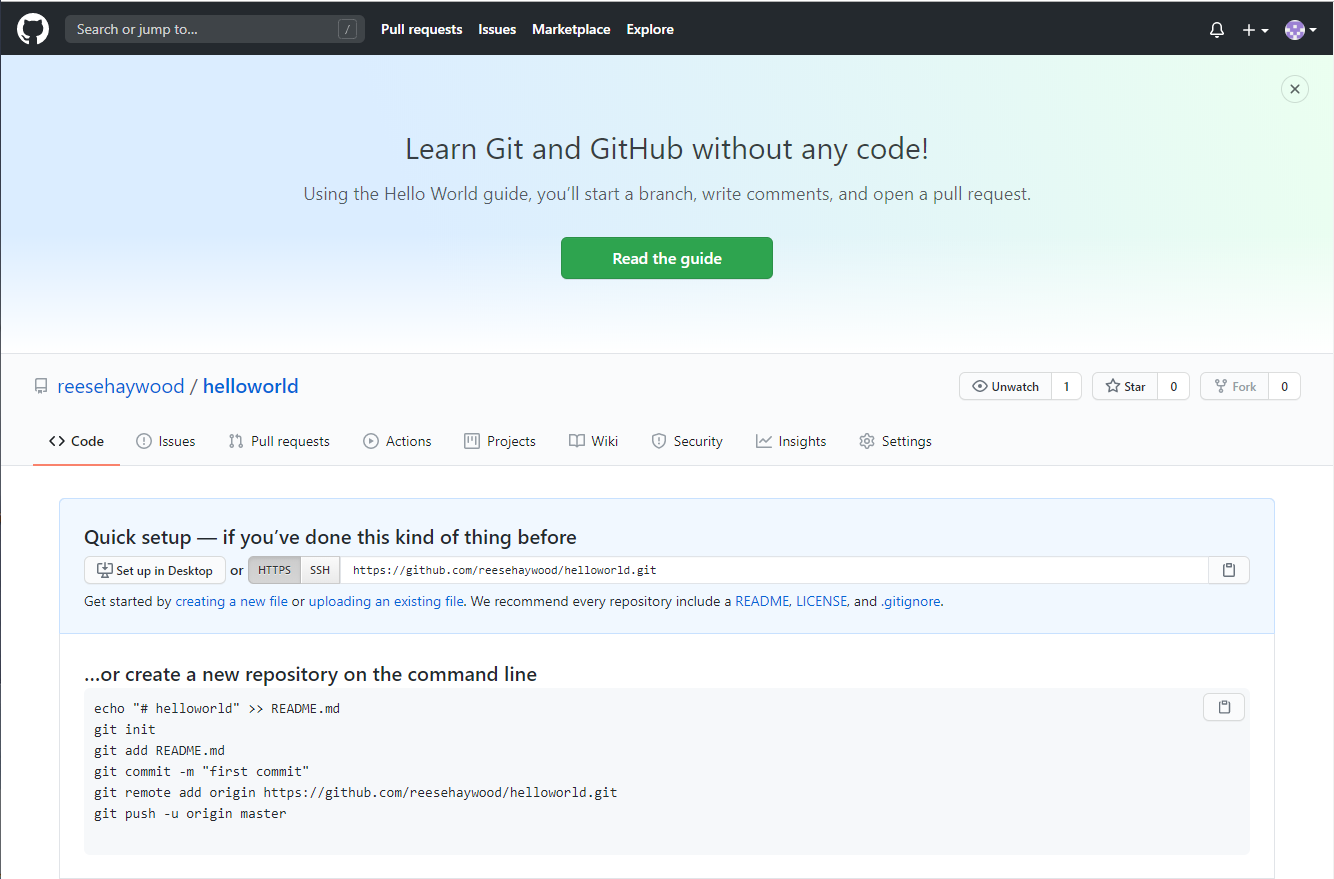 Search or jump to... / Pull requests Issues Marketplace Explore
Learn Git and GitHub without any code!
Using the Hello World guide, you’ll start a branch, write comments, and open a pull request.
Read the guide
reesehaywood / helloworld Unwatch 1 Star 0 Fork 0
Code Issues Pull requests Actions Projects Wiki Security Insights Settings
Quick setup — if you’ve done this kind of thing before
Set up in Desktop or HTTPS SSH https://github.com/reesehaywood/helloworld.git
Get started by creating a new file or uploading an existing file. We recommend every repository include a README, LICENSE, and .gitignore.
…or create a new repository on the command line
echo "# helloworld" >> README.md
git init
git add README.md
git commit -m "first commit"
git remote add origin https://github.com/reesehaywood/helloworld.git
git push -u origin master